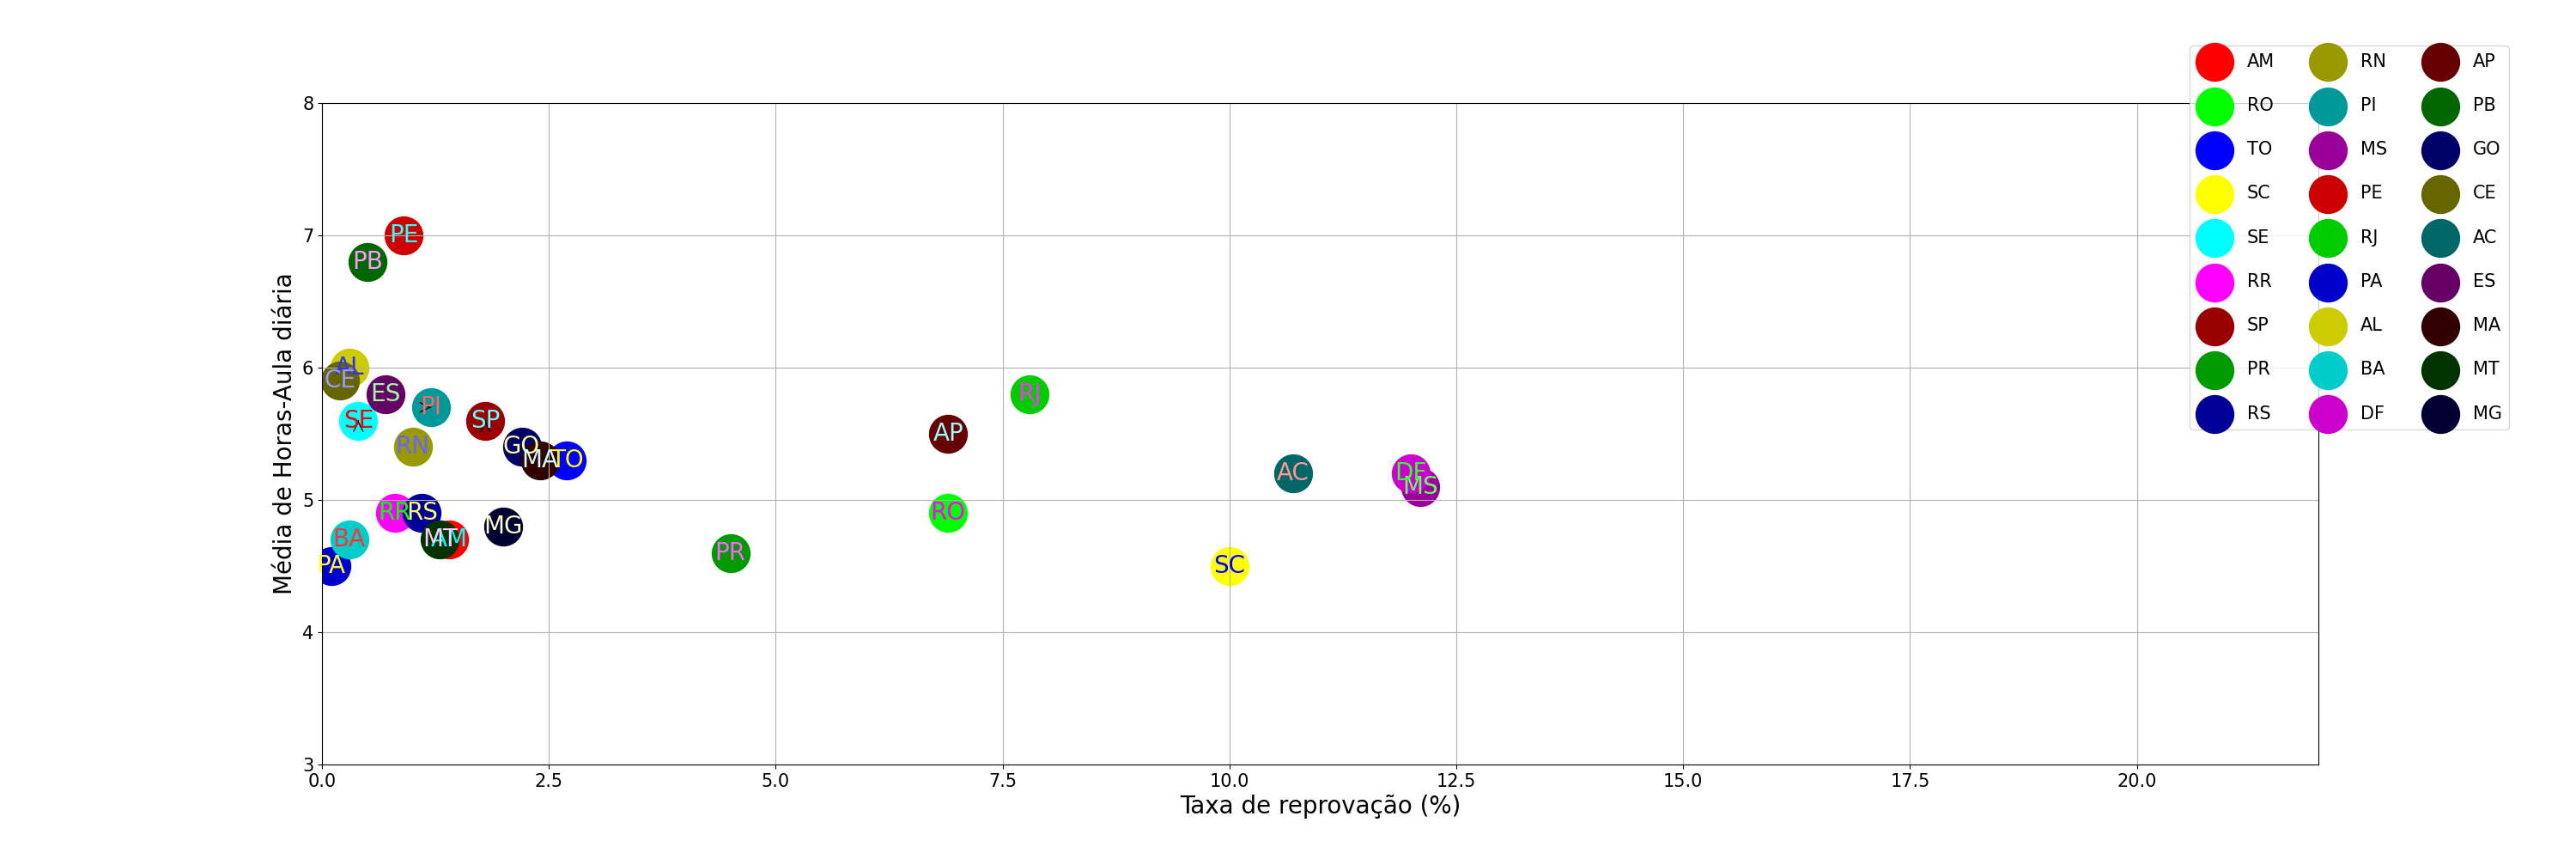 AM RN AP
RO PI PB
TO MS GO
SC PE CE
SE RJ AC
RR PA ES
SP AL MA
PR BA MT
RS DF MG
8
7
6
5
4
3
Média de Horas-Aula diária
PE
PB
AL
CE
ES
RJ
PI
SE
SP
AP
RN
GO
MA
TO
AC
DF
MS
RR
RS
RO
MG
BA
MT
AM
PR
PA
SC
0.0 2.5 5.0 7.5 10.0 12.5 15.0 17.5 20.0
Taxa de reprovação (%)